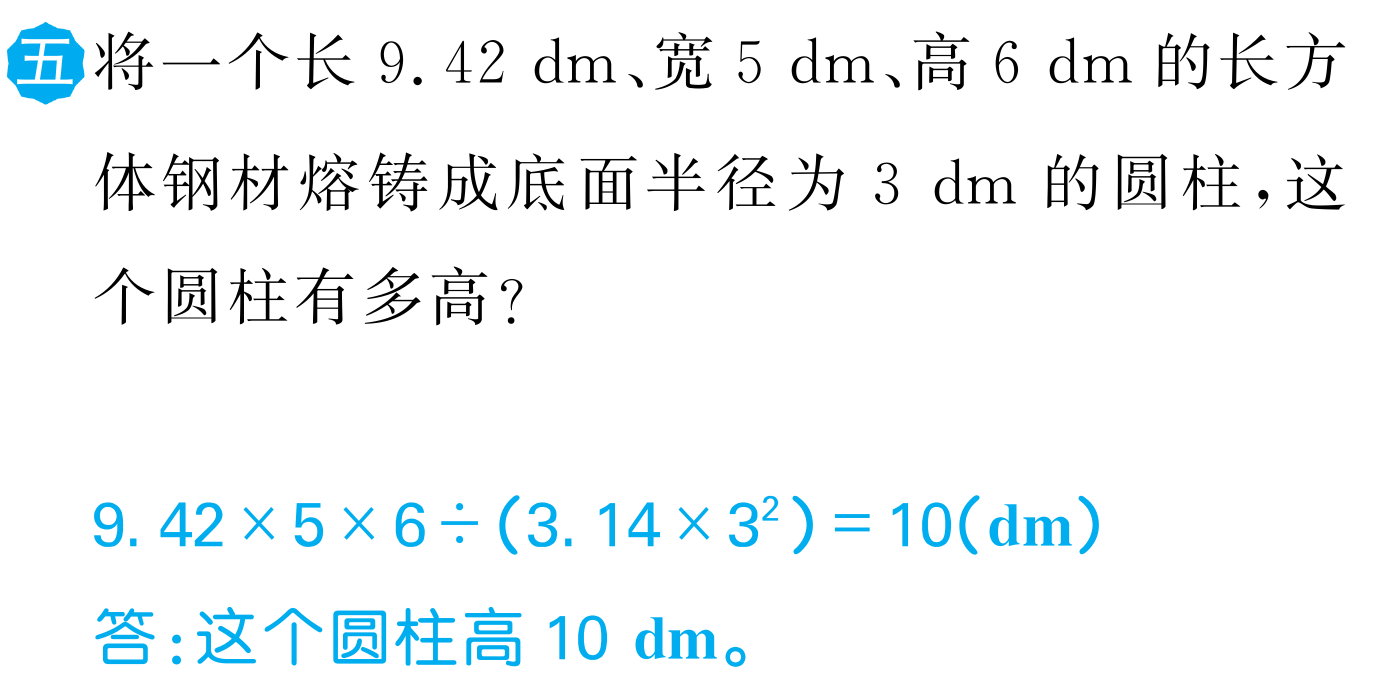 五 将一个长 9.42 dm、宽 5 dm、高 6 dm 的长方
体钢材熔铸成底面半径为 3 dm 的圆柱,这
个圆柱有多高?
9.42×5×6÷(3.14×3²)=10(dm)
答:这个圆柱高 10 dm。